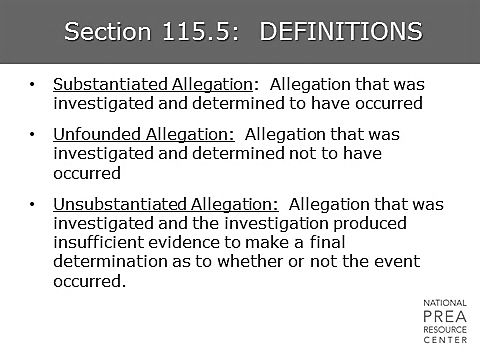 Section 115.5: DEFINITIONS
• Substantiated Allegation: Allegation that was
investigated and determined to have occurred
• Unfounded Allegation: Allegation that was
investigated and determined not to have
occurred
• Unsubstantiated Allegation: Allegation that was
investigated and the investigation produced
insufficient evidence to make a final
determination as to whether or not the event
occurred.
NATIONAL
PREA
RESOURCE
CENTER